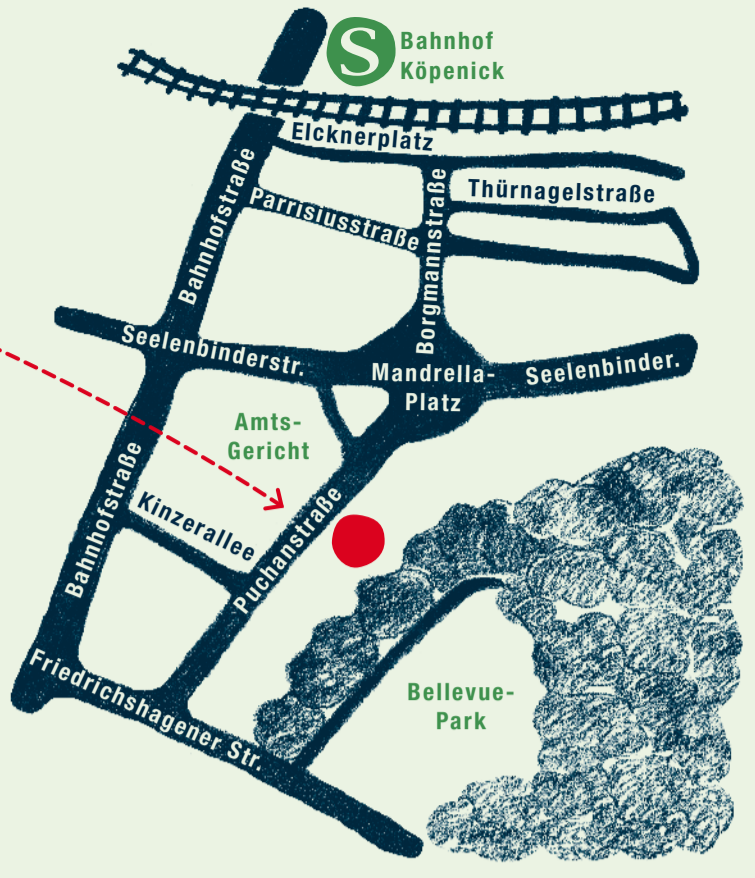 S
Bahnhof
Köpenick
Elcknerplatz
Bahnhofstraße
Parrisiusstraße
Borgmannstraße
Thürnagelstraße
Seelenbinderstr.
Mandrella-
Platz
Seelenbinder.
Amts-
Gericht
Bahnhofstraße
Kinzerallee
Puchanstraße
Friedrichshagener Str.
Bellevue-
Park